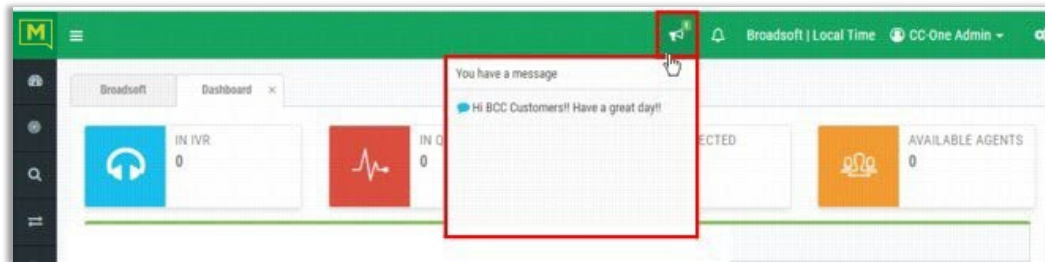 M
1
Broadsoft | Local Time CC-One Admin
Broadsoft Dashboard ×
You have a message
Hi BCC Customers!! Have a great day!!
IN IVR
0
IN Q
0
ECTED
AVAILABLE AGENTS
0